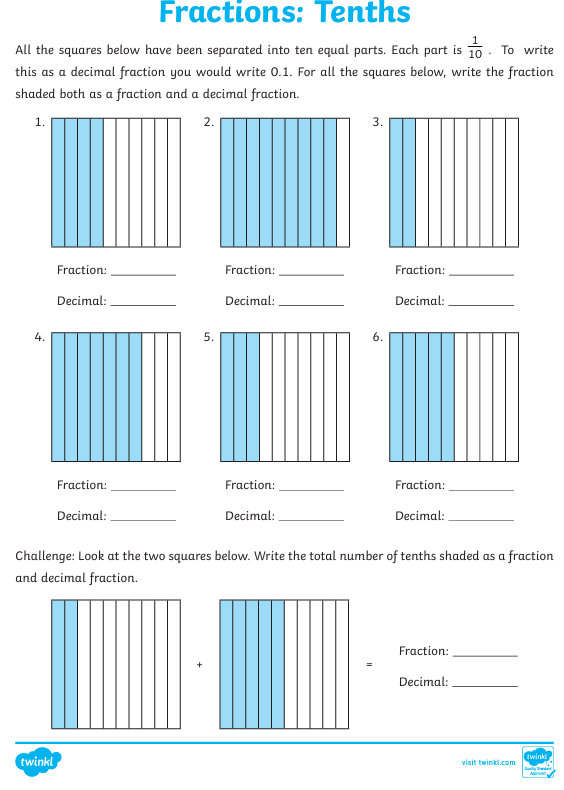 Fractions: Tenths
All the squares below have been separated into ten equal parts. Each part is 1/10 . To write
this as a decimal fraction you would write 0.1. For all the squares below, write the fraction
shaded both as a fraction and a decimal fraction.
1. 2. 3.
Fraction: __________ Fraction: __________ Fraction: __________
Decimal: __________ Decimal: __________ Decimal: __________
4. 5. 6.
Fraction: __________ Fraction: __________ Fraction: __________
Decimal: __________ Decimal: __________ Decimal: __________
Challenge: Look at the two squares below. Write the total number of tenths shaded as a fraction
and decimal fraction.
+ =
Fraction: __________
Decimal: __________
twinkl
visit twinkl.com
twinkl
Quality Standard
Approved